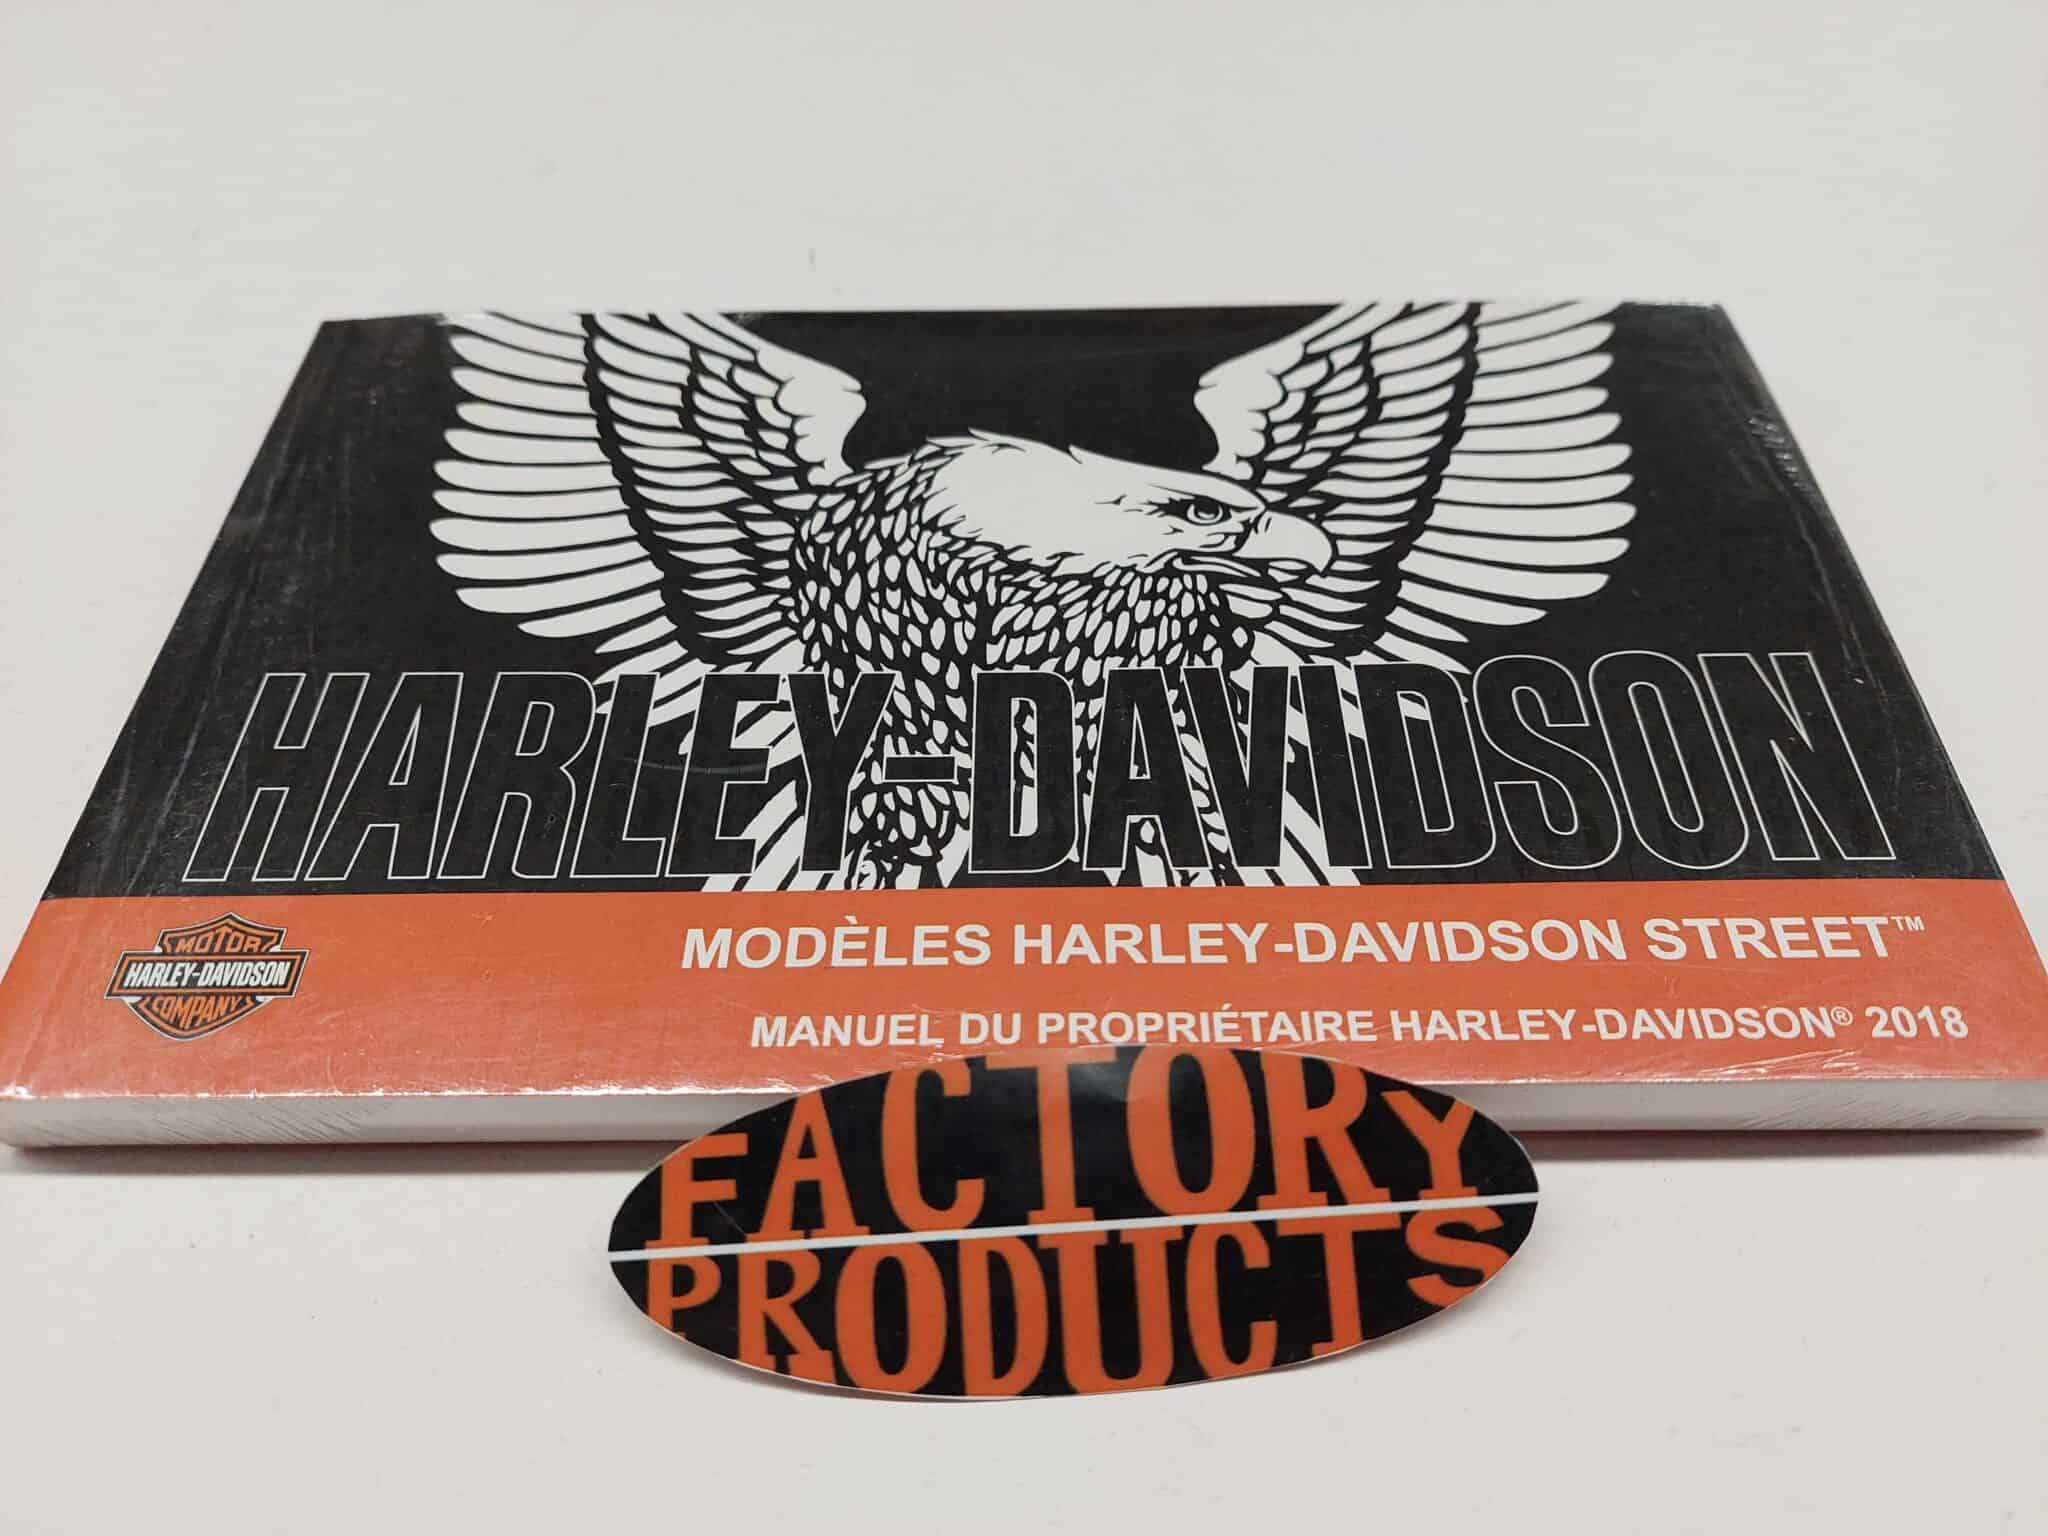 HARLEY-DAVIDSON
MOTOR
HARLEY-DAVIDSON
COMPANY
MODÈLES HARLEY-DAVIDSON STREET™
MANUEL DU PROPRIÉTAIRE HARLEY-DAVIDSON® 2018
FACTORY
PRODUCTS